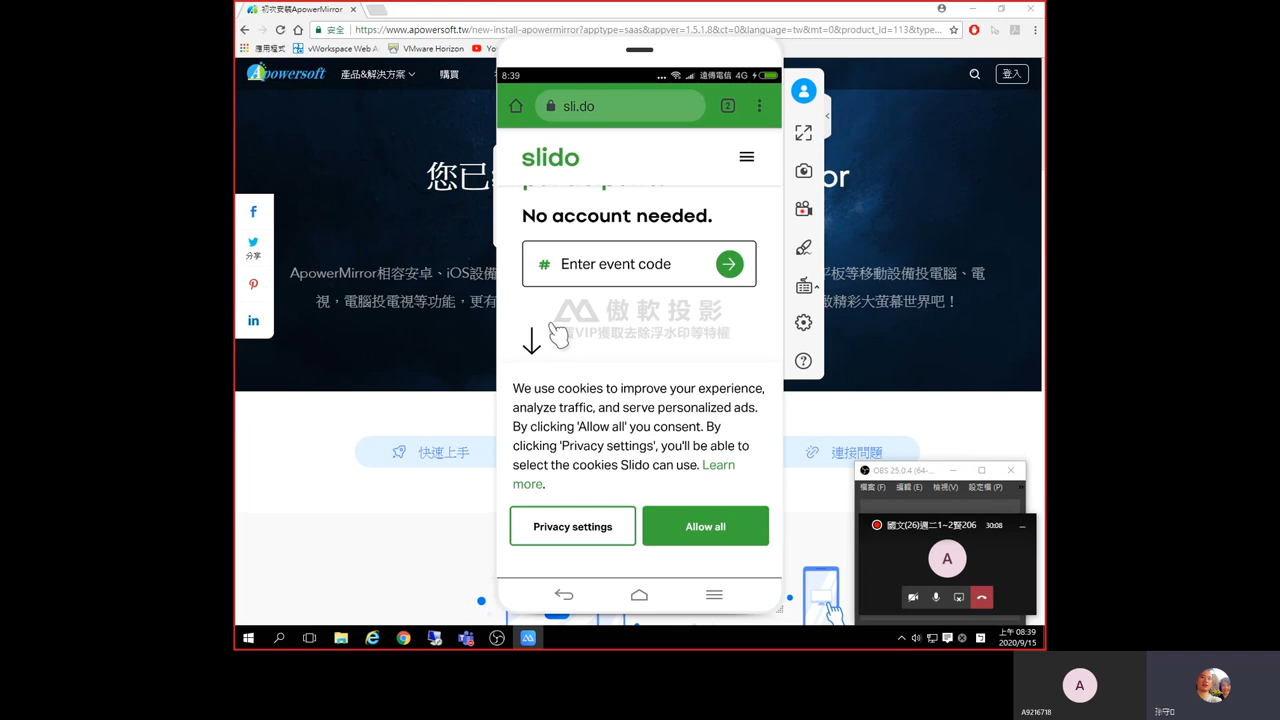 初次安裝ApowerMirror
安全 | https://www.apowersoft.tw/new-install-apowermirror?apptype=saas&appver=1.5.1.8&ct=0&language=tw&mt=0&product_id=113&type...
應用程式 vWorkspace Web A VMware Horizon Yo
Apowersoft 產品&解決方案 購買 登入
8:39 ... 遠傳電信 4G
sli.do 2
slido
您已 or
No account needed.
# Enter event code
分享
ApowerMirror相容安卓、iOS設備 平板等移動設備投電腦、電
視,電腦投電視等功能,更有 精彩大螢幕世界吧!
傲軟投影
VIP獲取去除浮水印等特權
We use cookies to improve your experience,
analyze traffic, and serve personalized ads.
By clicking 'Allow all' you consent. By
clicking 'Privacy settings', you'll be able to
select the cookies Slido can use. Learn
more.
Privacy settings Allow all
快速上手 連接問題
OBS 25.0.4 (64-...
檔案 (F) 編輯 (E) 檢視(V) 設定檔 (P) »
國文(26)週二1~2賢206 30:08
A
上午 08:39
2020/9/15
A
A9216718